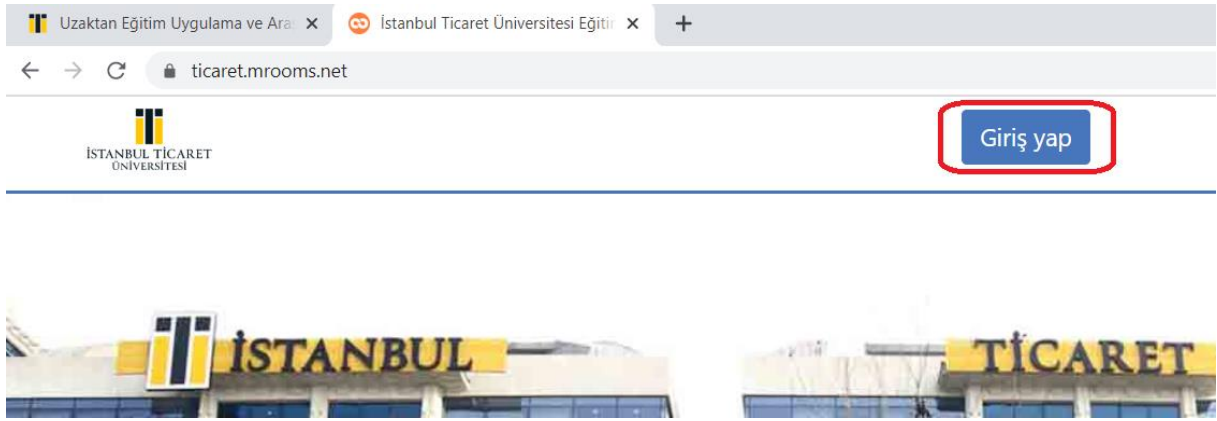 Uzaktan Eğitim Uygulama ve Ara
İstanbul Ticaret Üniversitesi Eğitir
ticaret.mrooms.net
İSTANBUL TİCARET
ÜNİVERSİTESİ
Giriş yap
İSTANBUL
TİCARET